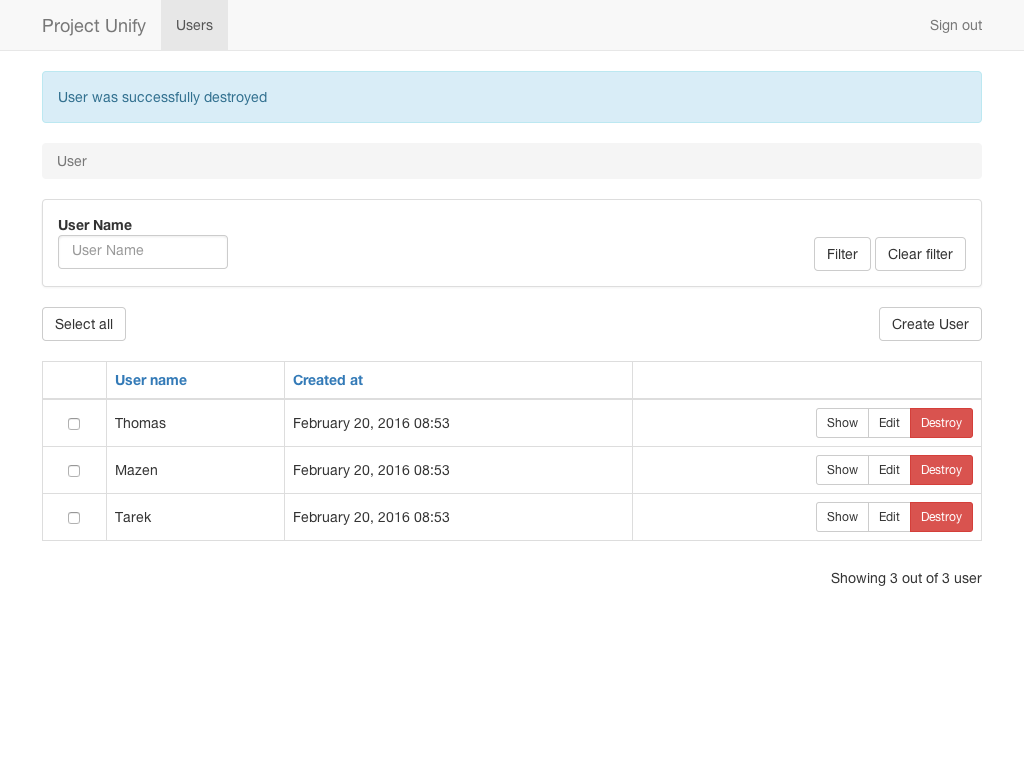 Project Unify Users Sign out
User was successfully destroyed
User
User Name
User Name
Filter Clear filter
Select all Create User
User name Created at
Thomas February 20, 2016 08:53 Show Edit Destroy
Mazen February 20, 2016 08:53 Show Edit Destroy
Tarek February 20, 2016 08:53 Show Edit Destroy
Showing 3 out of 3 user